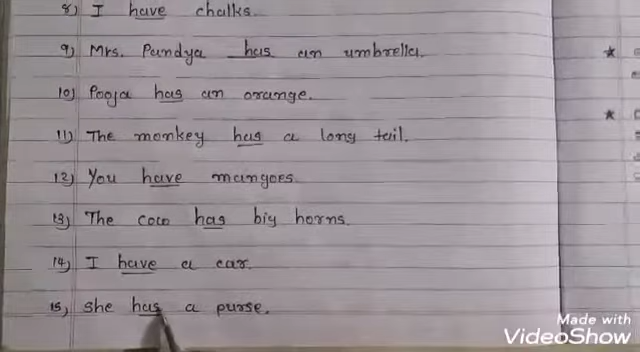 8) I have chalks.
9) Mrs. Pandya has an umbrella.
10) Pooja has an orange.
11) The monkey has a long tail.
12) You have mangoes.
13) The cow has big horns.
14) I have a car.
15) she has a purse.
Made with
VideoShow